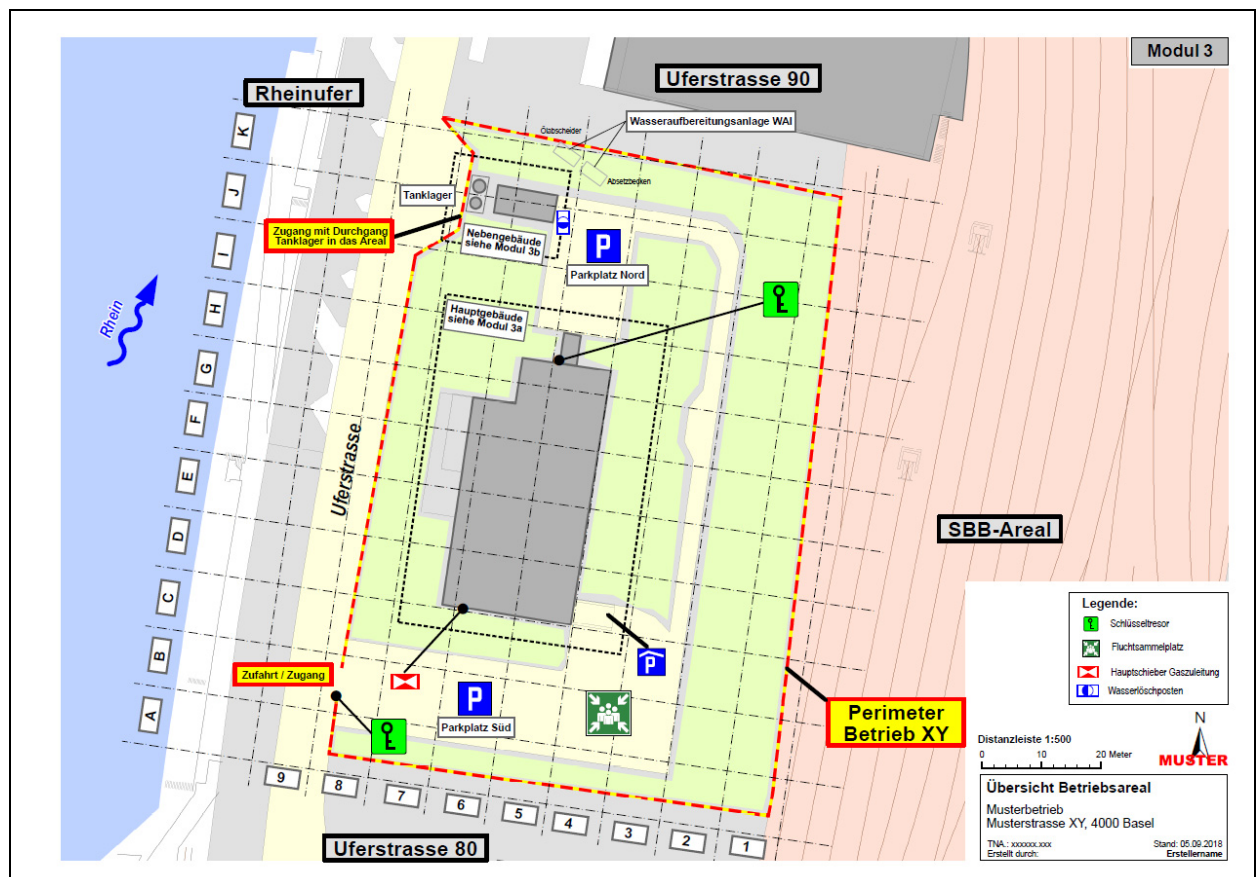 Modul 3
Uferstrasse 90
Rheinufer
Ölabscheider
Wasseraufbereitungsanlage WAI
Absetzbecken
K
J
I
H
G
F
E
D
C
B
A
Tanklager
Zugang mit Durchgang
Tanklager in das Areal
Nebengebäude
siehe Modul 3b
P
Parkplatz Nord
Rhein
Hauptgebäude
siehe Modul 3a
Uferstrasse
SBB-Areal
Zufahrt / Zugang
P
P
Parkplatz Süd
Perimeter
Betrieb XY
9
8
7
6
5
4
3
2
1
Uferstrasse 80
Legende:
Schlüsseltresor
Fluchtsammelplatz
Hauptschieber Gaszuleitung
Wasserlöschposten
Distanzleiste 1:500
0 10 20 Meter
N
MUSTER
Übersicht Betriebsareal
Musterbetrieb
Musterstrasse XY, 4000 Basel
TNA.: xxxxxx.xxx Stand: 05.09.2018
Erstellt durch: Erstellername